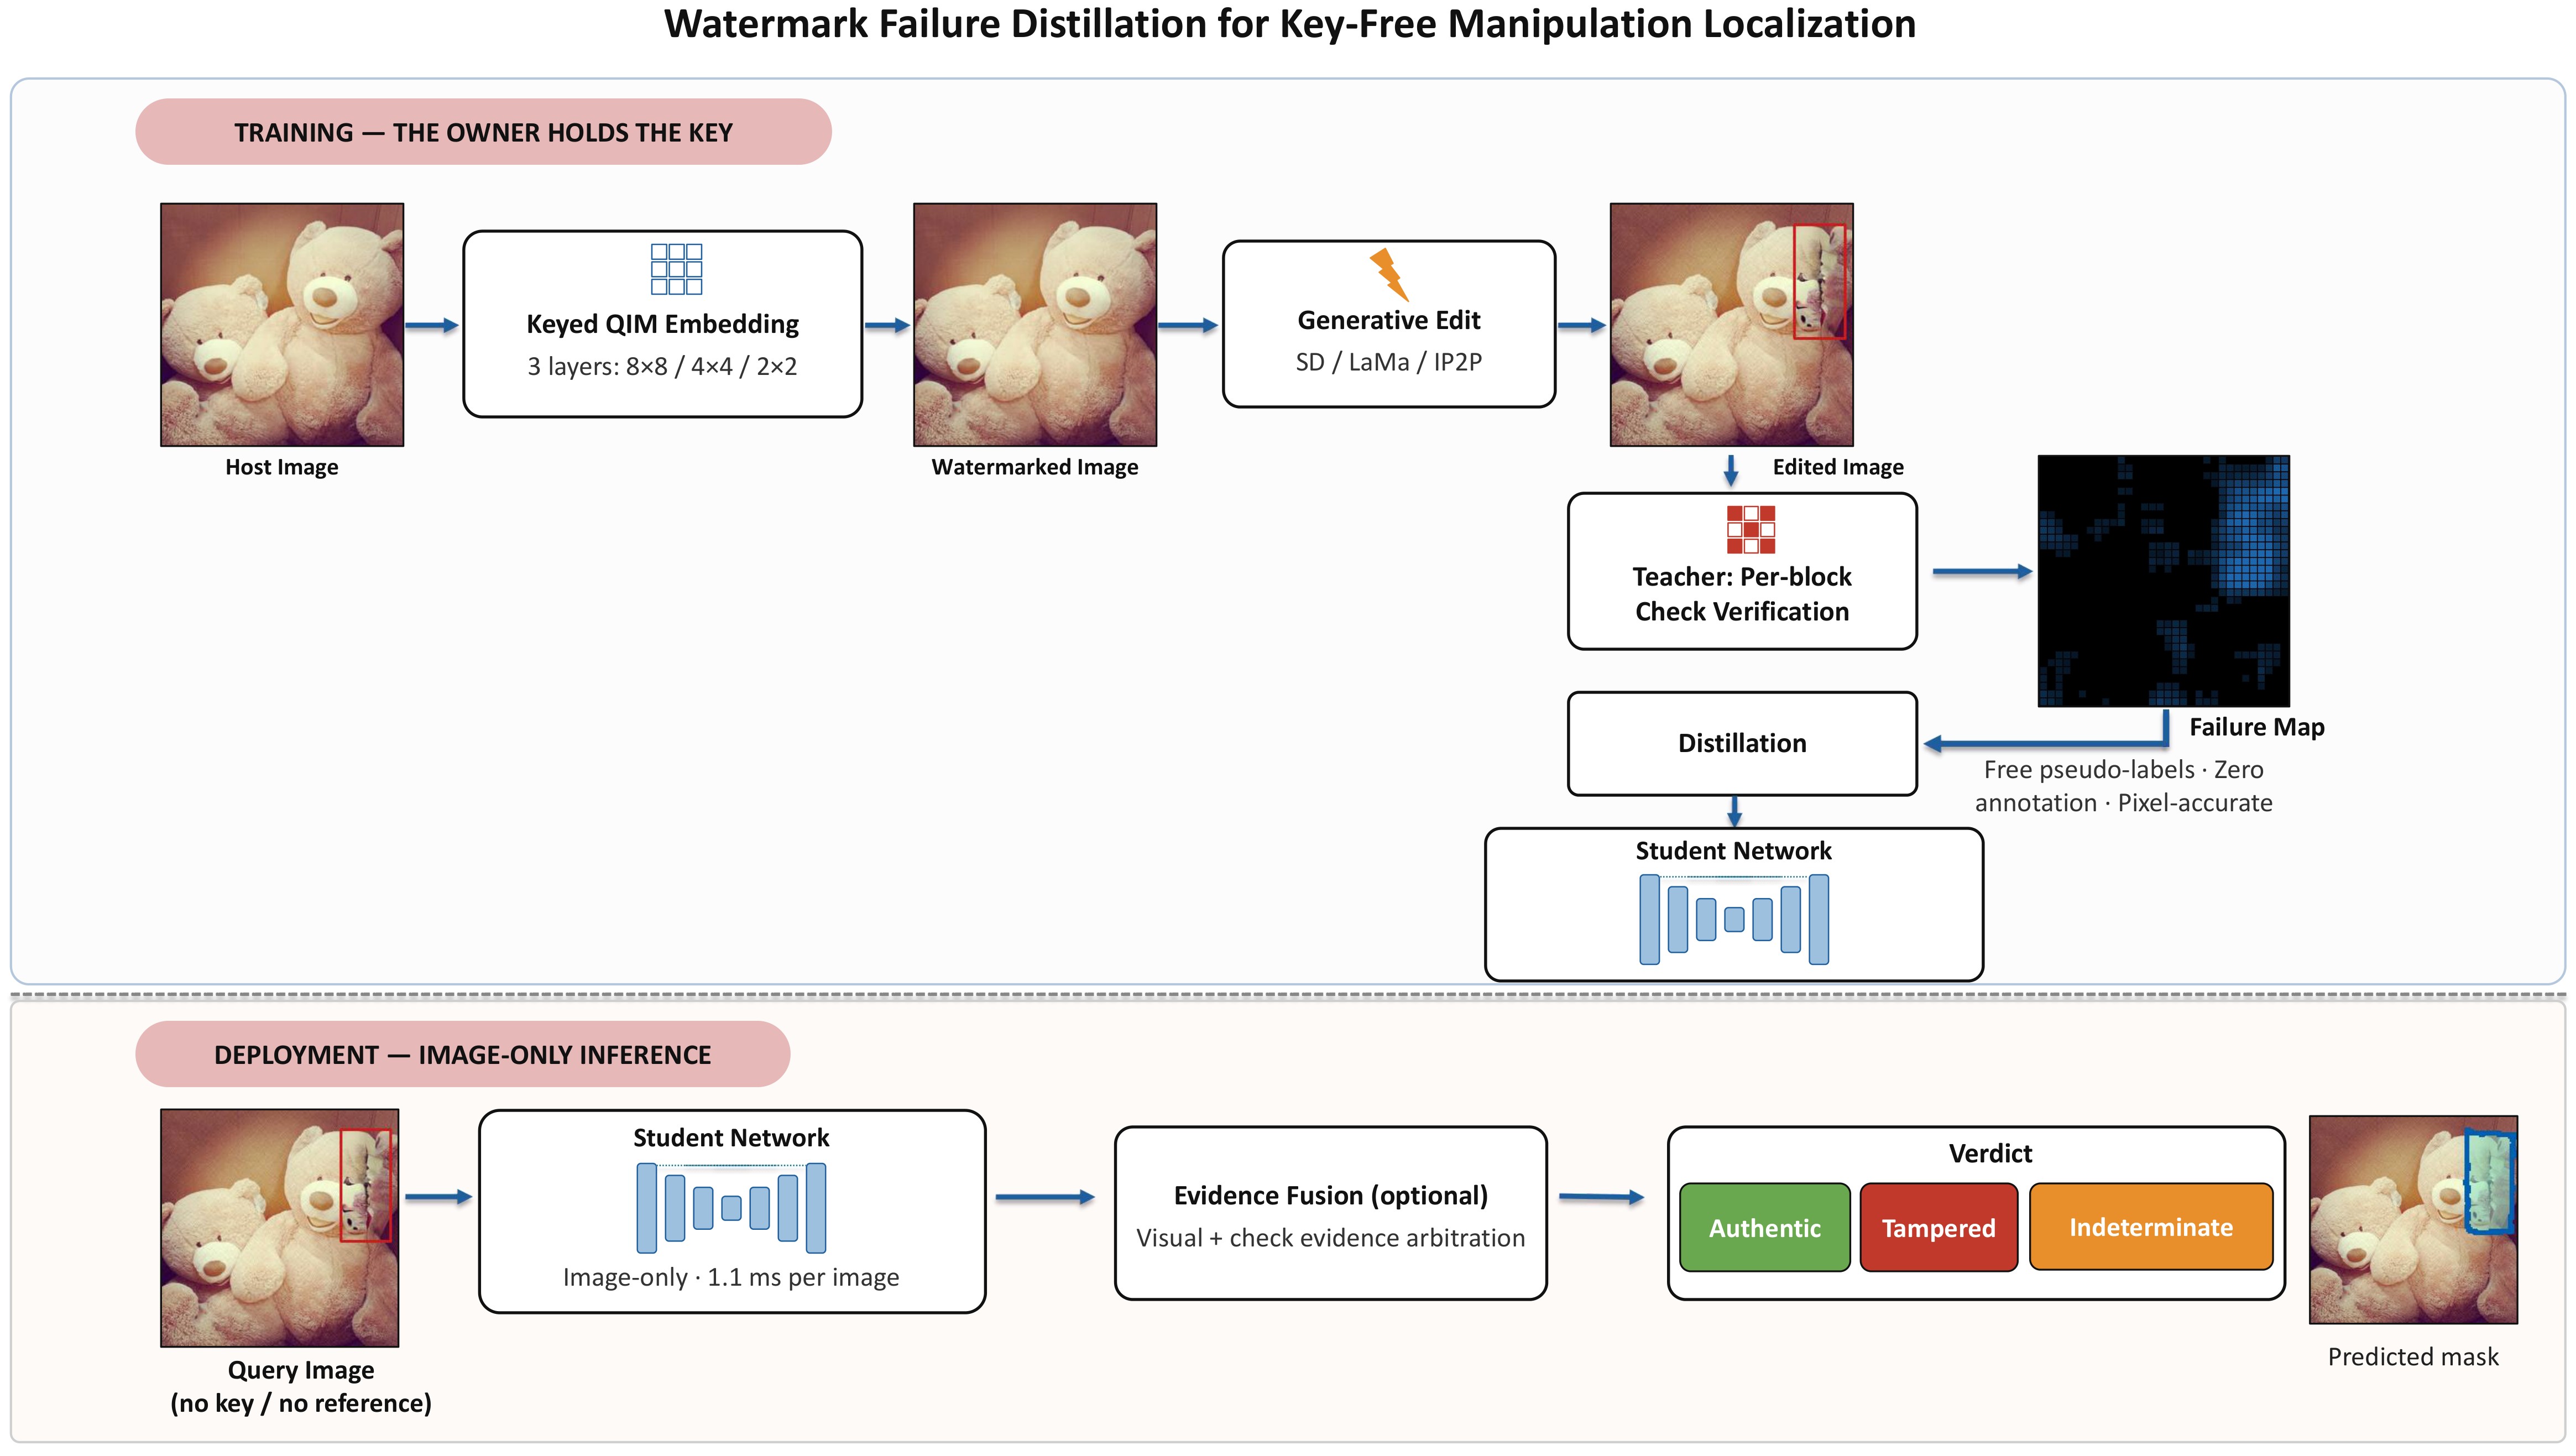 Watermark Failure Distillation for Key-Free Manipulation Localization
TRAINING — THE OWNER HOLDS THE KEY
Keyed QIM Embedding
3 layers: 8×8 / 4×4 / 2×2
Generative Edit
SD / LaMa / IP2P
Host Image
Watermarked Image
Edited Image
Teacher: Per-block
Check Verification
Failure Map
Distillation
Free pseudo-labels · Zero
annotation · Pixel-accurate
Student Network
DEPLOYMENT — IMAGE-ONLY INFERENCE
Student Network
Image-only · 1.1 ms per image
Evidence Fusion (optional)
Visual + check evidence arbitration
Verdict
Authentic
Tampered
Indeterminate
Query Image
(no key / no reference)
Predicted mask